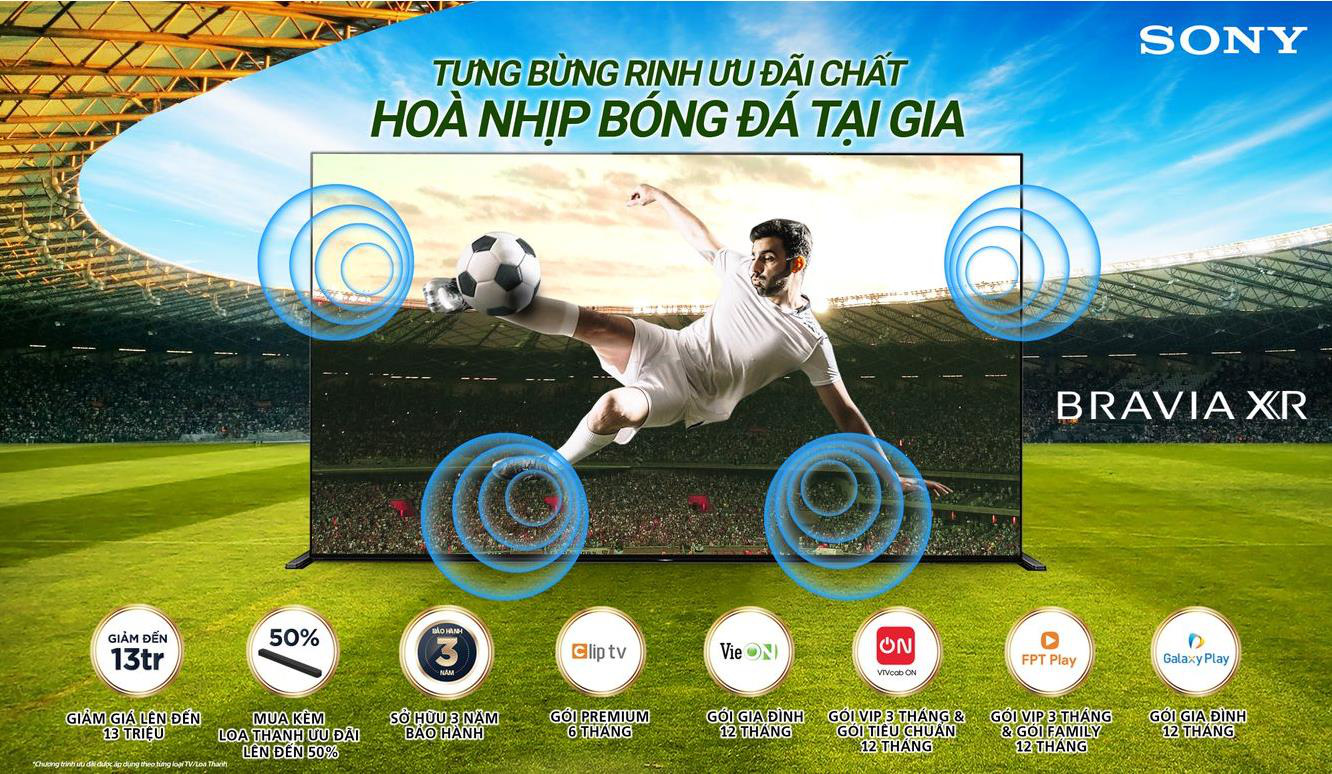 SONY
TƯNG BỪNG RINH ƯU ĐÃI CHẤT
HOÀ NHỊP BÓNG ĐÁ TẠI GIA
BRAVIA XR
GIẢM ĐẾN
13tr
GIẢM GIÁ LÊN ĐẾN
13 TRIỆU
50%
MUA KÈM
LOA THANH ƯU ĐÃI
LÊN ĐẾN 50%
BẢO HÀNH
3
NĂM
SỞ HỮU 3 NĂM
BẢO HÀNH
Clip tv
GÓI PREMIUM
6 THÁNG
VieON
GÓI GIA ĐÌNH
12 THÁNG
ON
VTVcab ON
GÓI VIP 3 THÁNG &
GÓI TIÊU CHUẨN
12 THÁNG
FPT Play
GÓI VIP 3 THÁNG
& GÓI FAMILY
12 THÁNG
Galaxy Play
GÓI GIA ĐÌNH
12 THÁNG
*Chương trình ưu đãi được áp dụng theo từng loại TV/Loa Thanh